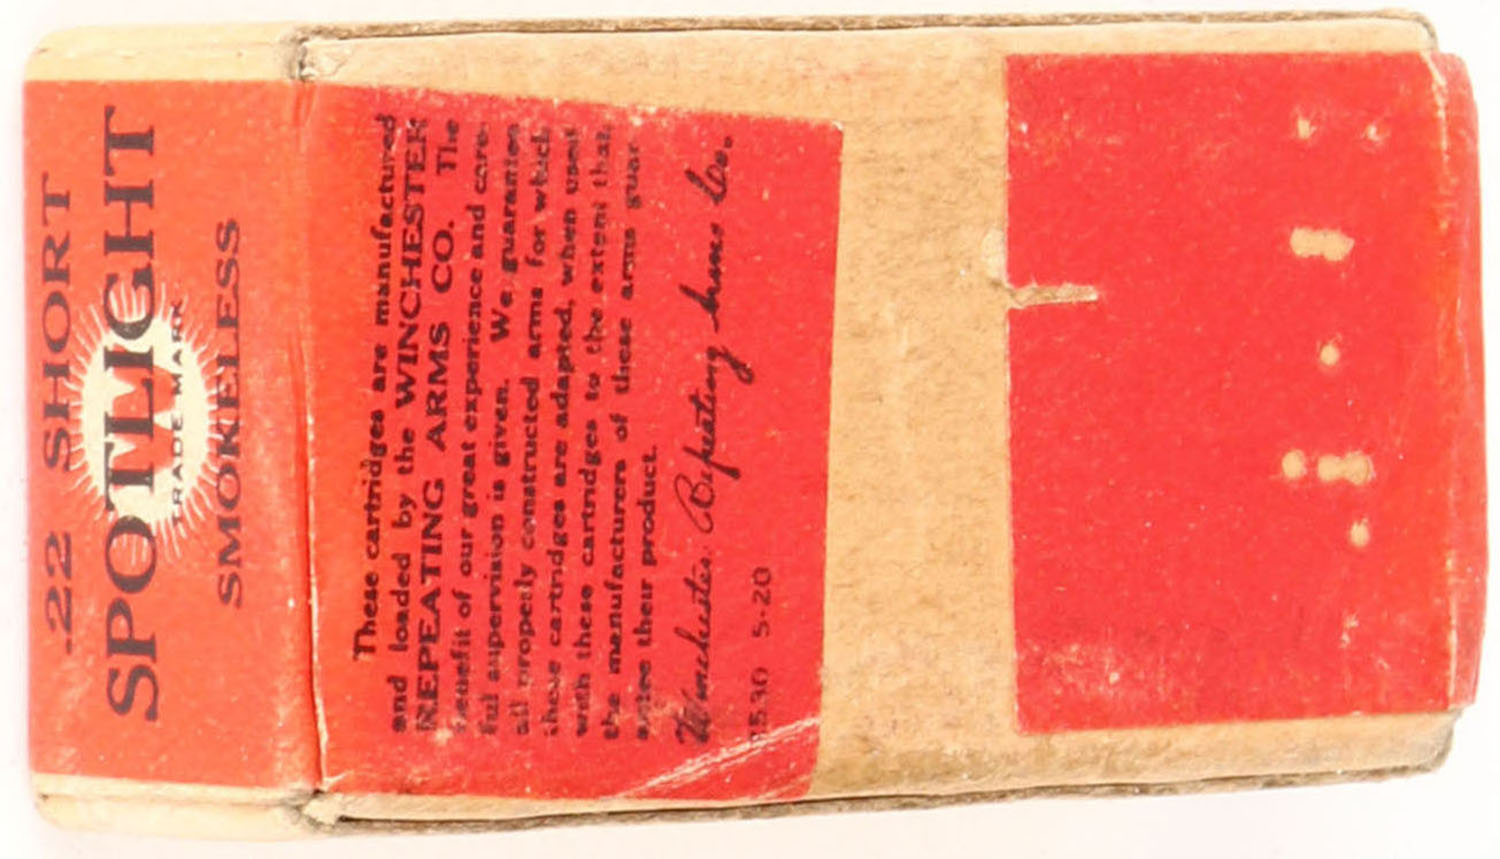 .22 SHORT
SPOTLIGHT
W
TRADE MARK
SMOKELESS
These cartridges are manufactured
and loaded by the WINCHESTER
REPEATING ARMS CO. The
benefit of our great experience and care-
ful supervision is given. We guarantee
all properly constructed arms for which
these cartridges are adapted, when used
with these cartridges to the extent that
the manufacturers of these arms guar-
antee their product.
Winchester Repeating Arms Co.
5-20